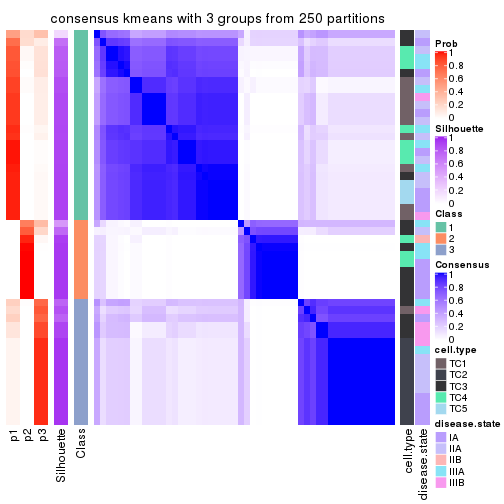 consensus kmeans with 3 groups from 250 partitions
Prob
1
0.8
0.6
0.4
0.2
0
Silhouette
1
0.8
0.6
0.4
0.2
0
Class
1
2
3
Consensus
1
0.8
0.6
0.4
0.2
0
cell.type
TC1
TC2
TC3
TC4
TC5
disease.state
IA
IIA
IIB
IIIA
IIIB
p1
p2
p3
Silhouette
Class
cell.type
disease.state